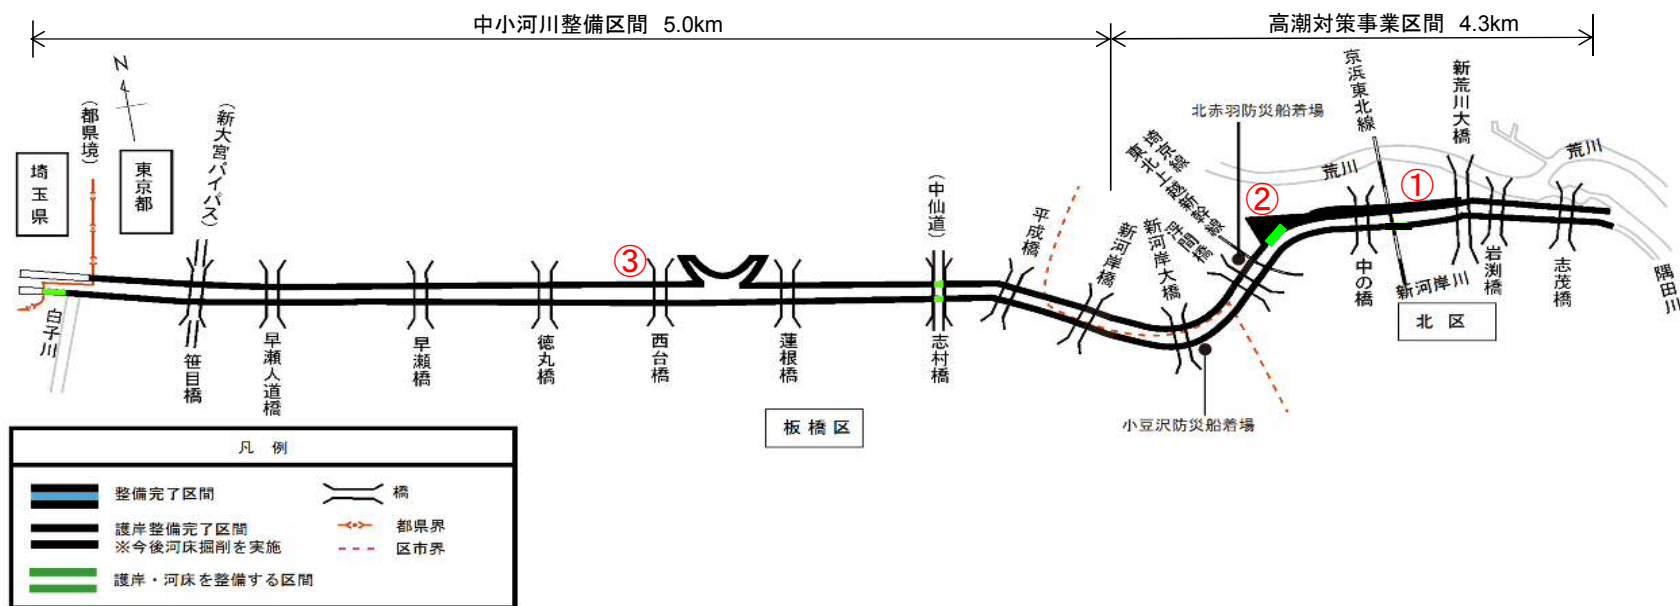 中小河川整備区間 5.0km
高潮対策事業区間 4.3km
N
(都県境)
埼玉県
東京都
(新大宮バイパス)
(中仙道)
平成橋
新河岸橋
新河岸大橋
浮間橋
東北上越新幹線
埼京線
北赤羽防災船着場
京浜東北線
新荒川大橋
荒川
荒川
①
②
③
白子川
笹目橋
早瀬人道橋
早瀬橋
徳丸橋
西台橋
蓮根橋
志村橋
中の橋
新河岸川
岩渕橋
志茂橋
隅田川
北区
板橋区
小豆沢防災船着場
凡 例
整備完了区間
護岸整備完了区間
※今後河床掘削を実施
護岸・河床を整備する区間
橋
都県界
区市界